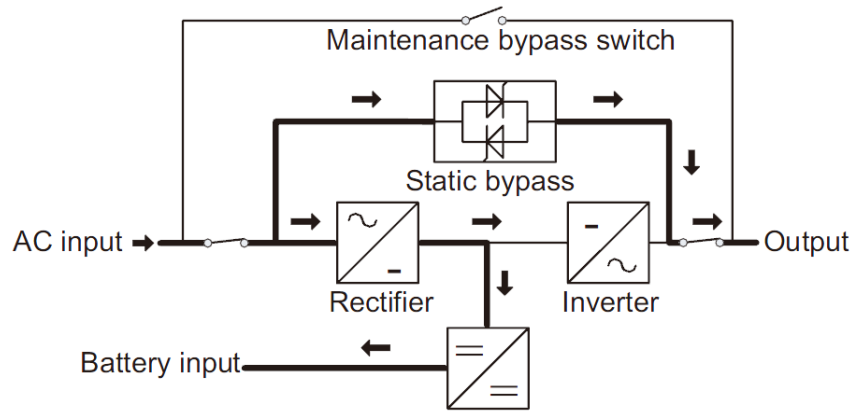 Maintenance bypass switch
Static bypass
AC input
Output
Rectifier
Inverter
Battery input